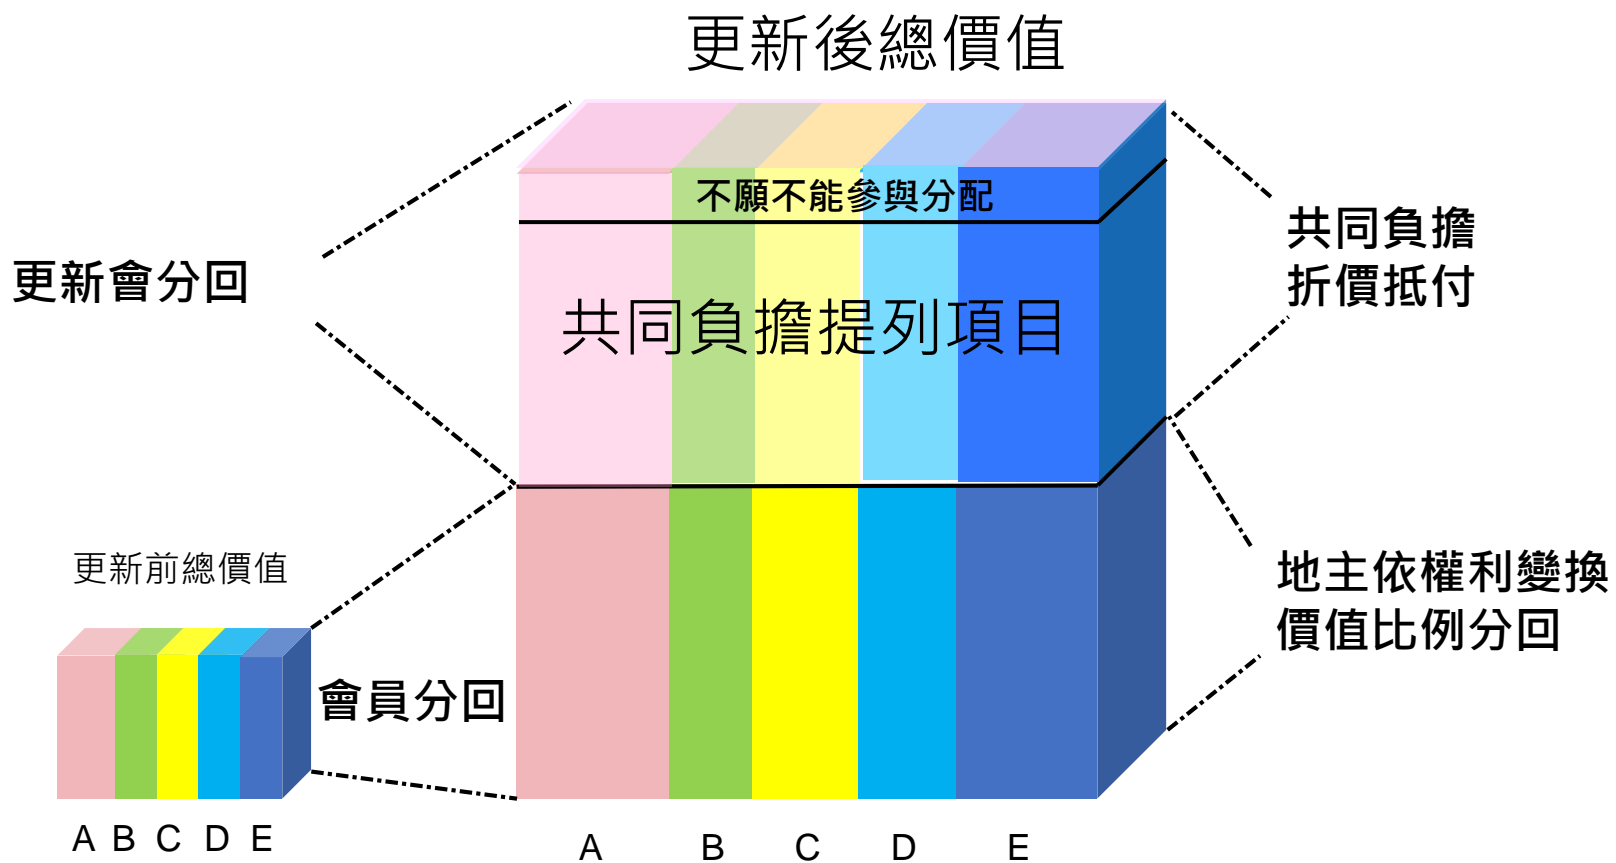 更新後總價值
不願不能參與分配
共同負擔
折價抵付
更新會分回
共同負擔提列項目
更新前總價值
地主依權利變換
價值比例分回
會員分回
A B C D E
A B C D E